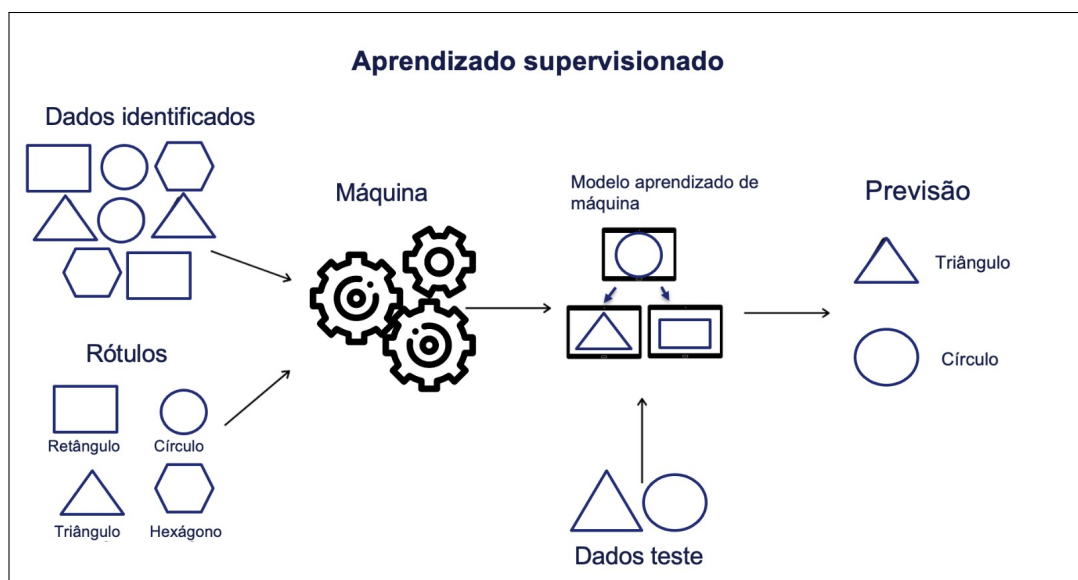 Aprendizado supervisionado
Dados identificados
Máquina
Modelo aprendizado de
máquina
Previsão
Triângulo
Círculo
Rótulos
Retângulo
Círculo
Triângulo
Hexágono
Dados teste